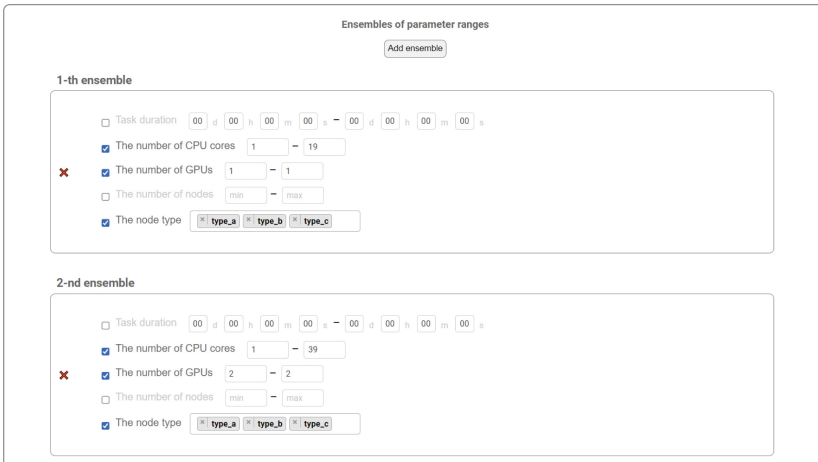 Ensembles of parameter ranges
Add ensemble
1-th ensemble
Task duration 00 d 00 h 00 m 00 s – 00 d 00 h 00 m 00 s
The number of CPU cores 1 – 19
The number of GPUs 1 – 1
The number of nodes min – max
The node type × type_a × type_b × type_c
2-nd ensemble
Task duration 00 d 00 h 00 m 00 s – 00 d 00 h 00 m 00 s
The number of CPU cores 1 – 39
The number of GPUs 2 – 2
The number of nodes min – max
The node type × type_a × type_b × type_c